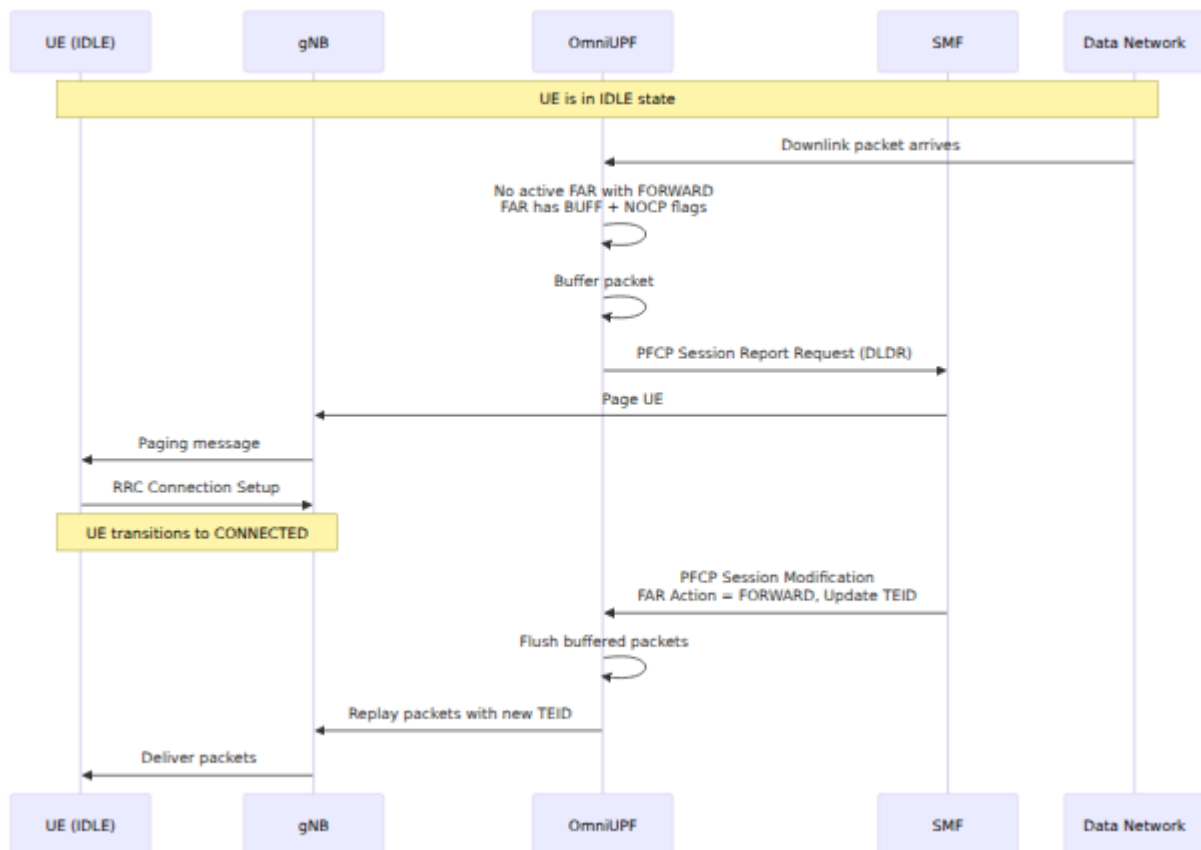 UE (IDLE)
gNB
OmniUPF
SMF
Data Network
UE is in IDLE state
Downlink packet arrives
No active FAR with FORWARD
FAR has BUFF + NOCP flags
Buffer packet
PFCP Session Report Request (DLDR)
Page UE
Paging message
RRC Connection Setup
UE transitions to CONNECTED
PFCP Session Modification
FAR Action = FORWARD, Update TEID
Flush buffered packets
Replay packets with new TEID
Deliver packets
UE (IDLE)
gNB
OmniUPF
SMF
Data Network